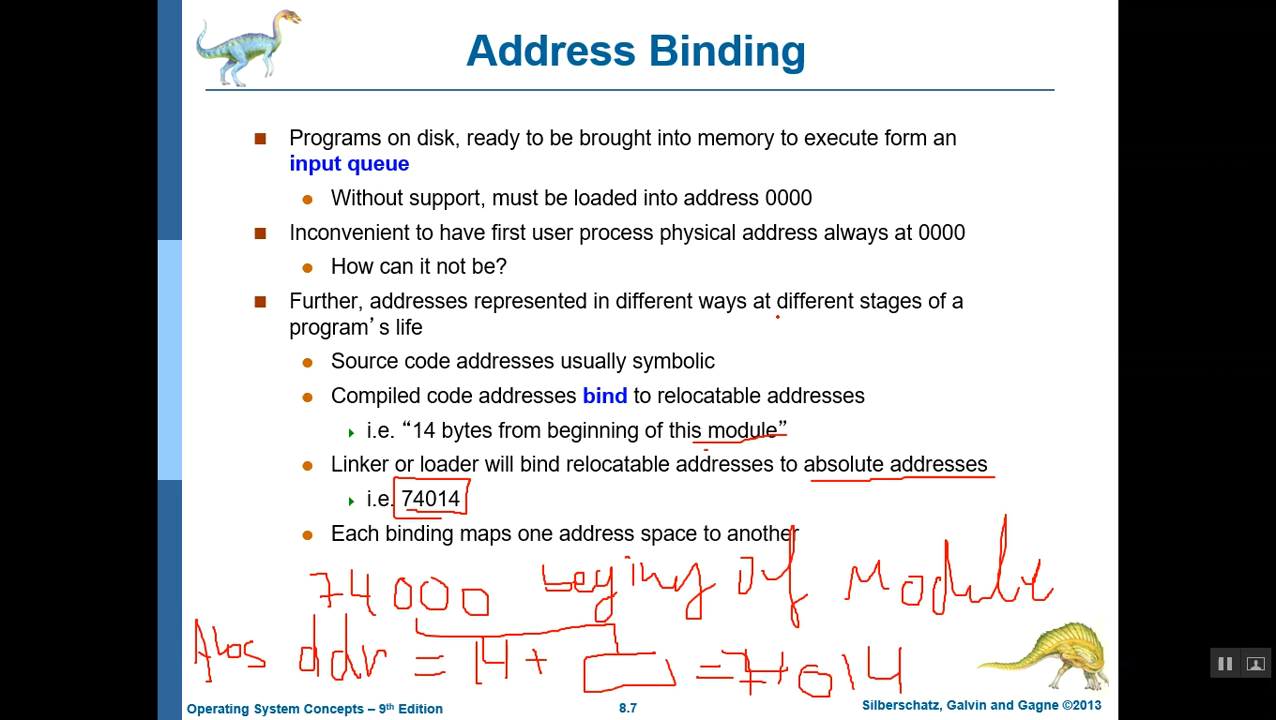 Address Binding
Programs on disk, ready to be brought into memory to execute form an
input queue
Without support, must be loaded into address 0000
Inconvenient to have first user process physical address always at 0000
How can it not be?
Further, addresses represented in different ways at different stages of a
program's life
Source code addresses usually symbolic
Compiled code addresses bind to relocatable addresses
i.e. “14 bytes from beginning of this module”
Linker or loader will bind relocatable addresses to absolute addresses
i.e. 74014
Each binding maps one address space to another
74000 beginy of Module
Abs ddr = 14 + = 74014
Operating System Concepts – 9th Edition
8.7
Silberschatz, Galvin and Gagne ©2013